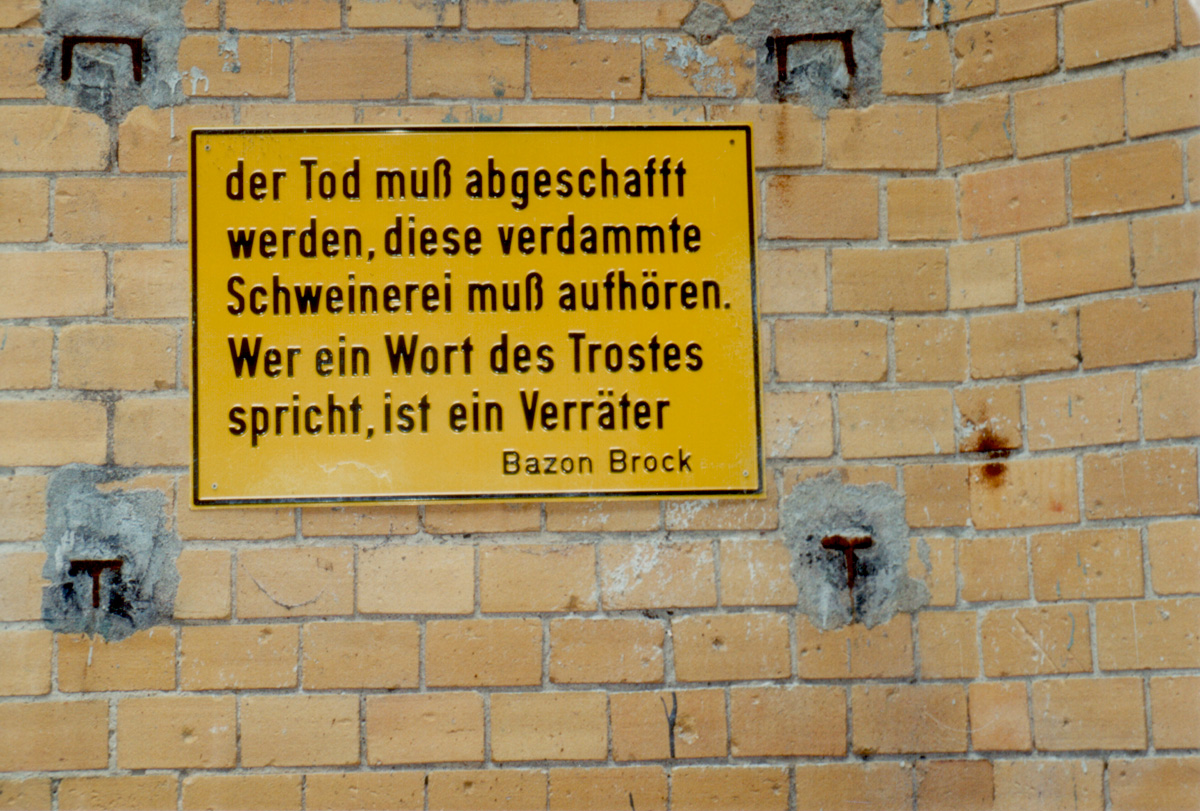 der Tod muß abgeschafft
werden, diese verdammte
Schweinerei muß aufhören.
Wer ein Wort des Trostes
spricht, ist ein Verräter
Bazon Brock